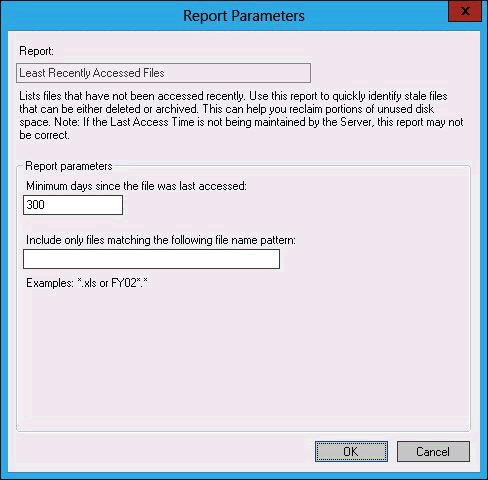 Report Parameters
x
Report:
Least Recently Accessed Files
Lists files that have not been accessed recently. Use this report to quickly identify stale files
that can be either deleted or archived. This can help you reclaim portions of unused disk
space. Note: If the Last Access Time is not being maintained by the Server, this report may not
be correct.
Report parameters
Minimum days since the file was last accessed:
300
Include only files matching the following file name pattern:
Examples: *.xls or FY02*.*
OK Cancel